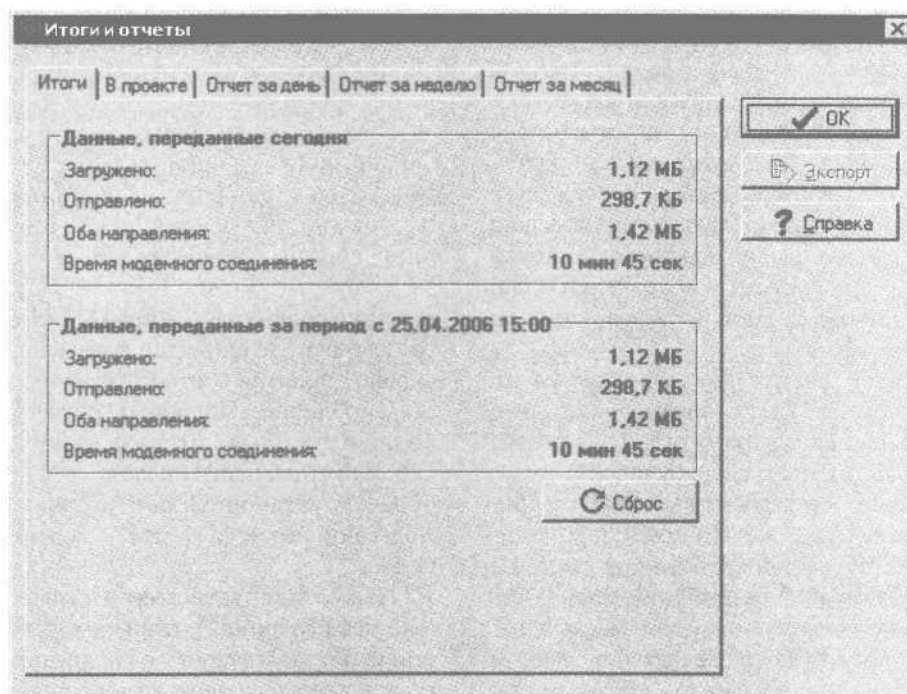 Итоги и отчеты
Итоги В проекте Отчет за день Отчет за неделю Отчет за месяц
Данные, переданные сегодня
Загружено: 1,12 МБ
Отправлено: 298,7 КБ
Оба направления: 1,42 МБ
Время модемного соединения: 10 мин 45 сек
Данные, переданные за период с 25.04.2006 15:00
Загружено: 1,12 МБ
Отправлено: 298,7 КБ
Оба направления: 1,42 МБ
Время модемного соединения: 10 мин 45 сек
Сброс
OK
Экспорт
Справка